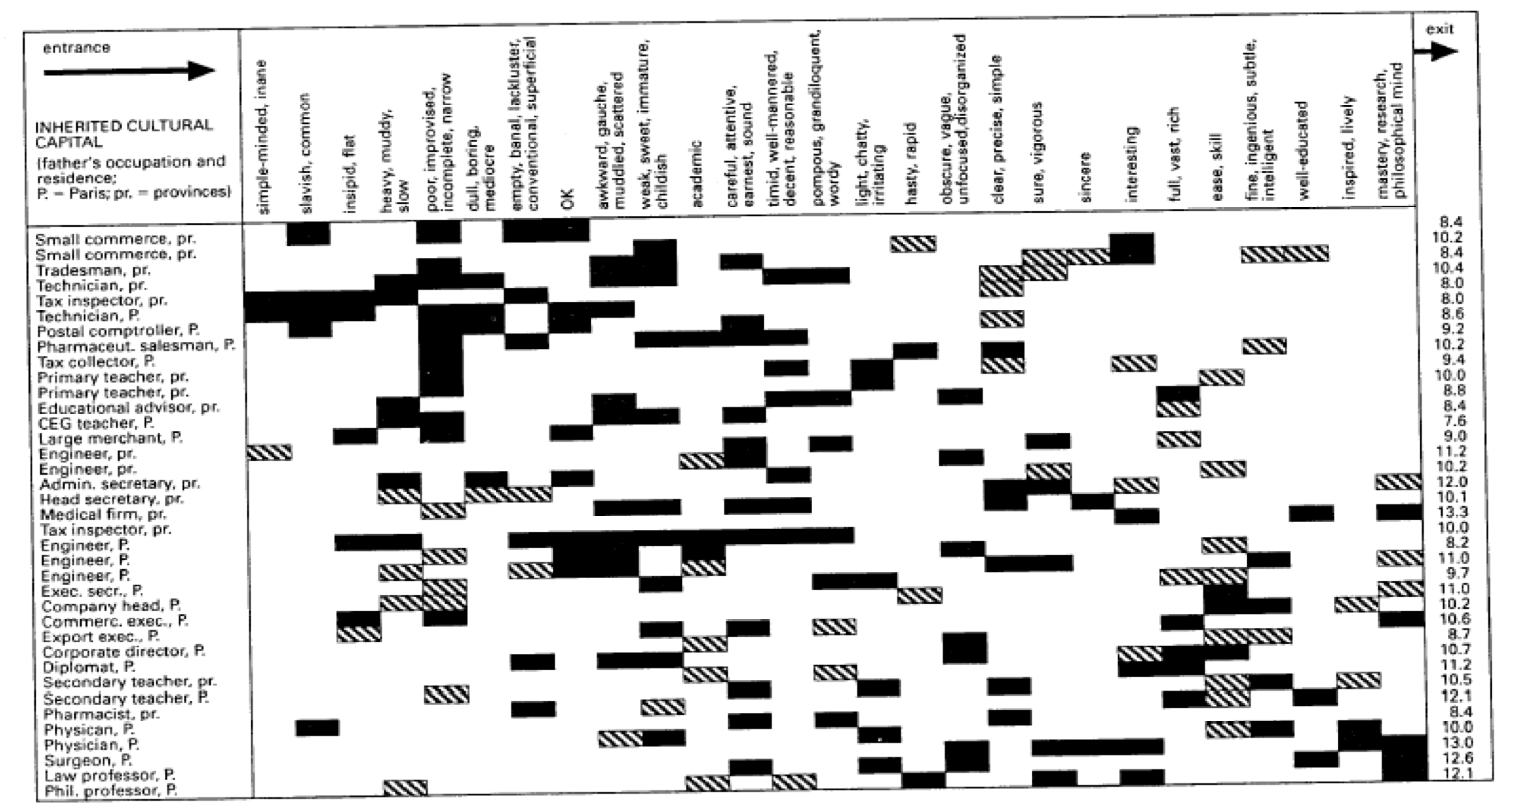 entrance
exit
INHERITED CULTURAL
CAPITAL
(father's occupation and
residence;
P. = Paris; pr. = provinces)
simple-minded, inane
slavish, common
insipid, flat
heavy, muddy,
slow
poor, improvised,
incomplete, narrow
dull, boring,
mediocre
empty, banal, lackluster,
conventional, superficial
OK
awkward, gauche,
muddled, scattered
weak, sweet, immature,
childish
academic
careful, attentive,
earnest, sound
timid, well-mannered,
decent, reasonable
pompous, grandiloquent,
wordy
light, chatty,
irritating
hasty, rapid
obscure, vague,
unfocused,disorganized
clear, precise, simple
sure, vigorous
sincere
interesting
full, vast, rich
ease, skill
fine, ingenious, subtle,
intelligent
well-educated
inspired, lively
mastery, research,
philosophical mind
Small commerce, pr. 8.4
Small commerce, pr. 10.2
Tradesman, pr. 8.4
Technician, pr. 10.4
Tax inspector, pr. 8.0
Technician, P. 8.0
Postal comptroller, P. 8.6
Pharmaceut. salesman, P. 9.2
Tax collector, P. 10.2
Primary teacher, pr. 9.4
Primary teacher, pr. 10.0
Educational advisor, pr. 8.8
CEG teacher, P. 8.4
Large merchant, P. 7.6
Engineer, pr. 9.0
Engineer, pr. 11.2
Admin. secretary, pr. 10.2
Head secretary, pr. 12.0
Medical firm, pr. 10.1
Tax inspector, pr. 13.3
Engineer, P. 10.0
Engineer, P. 8.2
Engineer, P. 11.0
Exec. secr., P. 9.7
Company head, P. 11.0
Commerc. exec., P. 10.2
Export exec., P. 10.6
Corporate director, P. 8.7
Diplomat, P. 10.7
Secondary teacher, pr. 11.2
Secondary teacher, P. 10.5
Pharmacist, pr. 12.1
Physican, P. 8.4
Physician, P. 10.0
Surgeon, P. 13.0
Law professor, P. 12.6
Phil. professor, P. 12.1